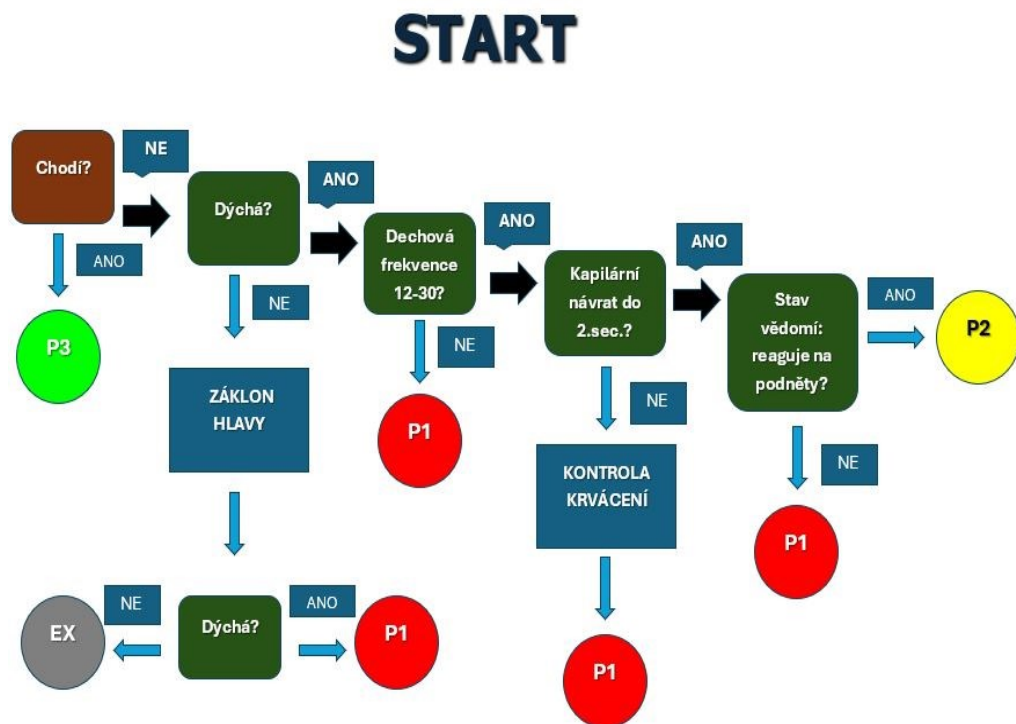 START
Chodí?
NE
ANO
P3
Dýchá?
ANO
NE
ZÁKLON
HLAVY
Dýchá?
NE
EX
ANO
P1
Dechová
frekvence
12-30?
ANO
NE
P1
Kapilární
návrat do
2.sec.?
ANO
NE
KONTROLA
KRVÁCENÍ
P1
Stav
vědomí:
reaguje na
podněty?
ANO
P2
NE
P1